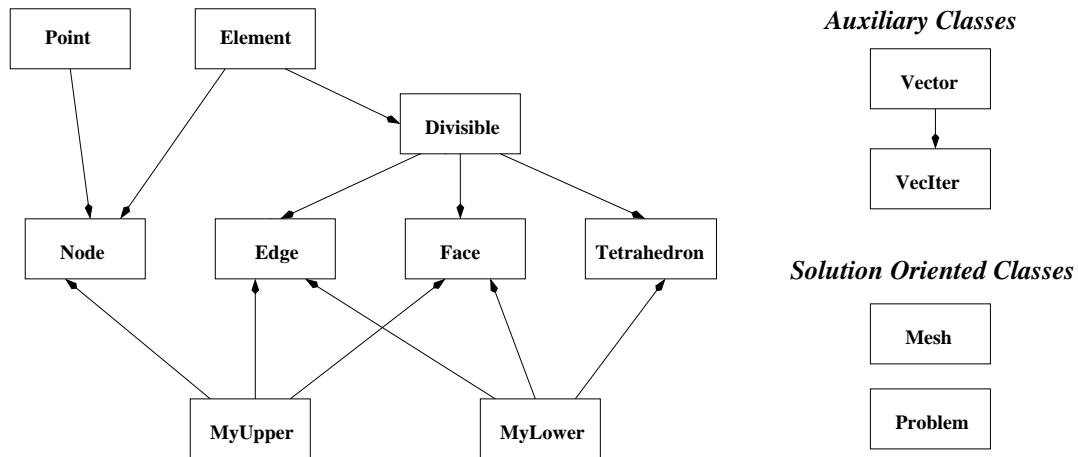 Point
Element
Auxiliary Classes
Vector
Divisible
VecIter
Node
Edge
Face
Tetrahedron
Solution Oriented Classes
Mesh
MyUpper
MyLower
Problem